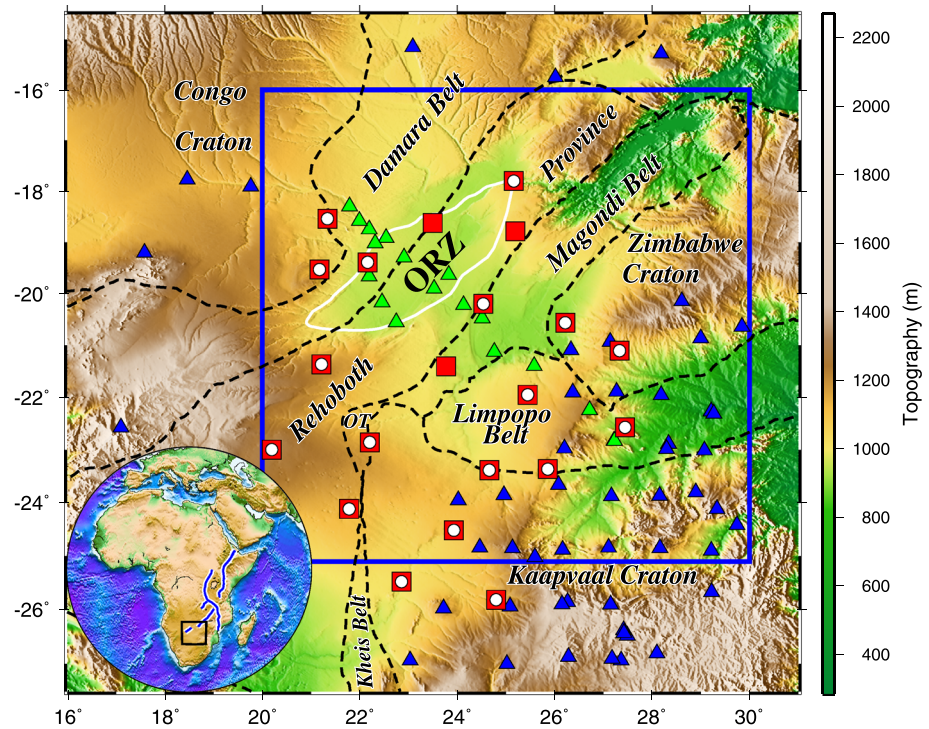 Congo
Craton
Damara Belt
Province
Magondi Belt
Zimbabwe
Craton
ORZ
Rehoboth
OT
Limpopo
Belt
Kaapvaal Craton
Kheis Belt
-16°
-18°
-20°
-22°
-24°
-26°
16°
18°
20°
22°
24°
26°
28°
30°
2200
2000
1800
1600
1400
1200
1000
800
600
400
Topography (m)